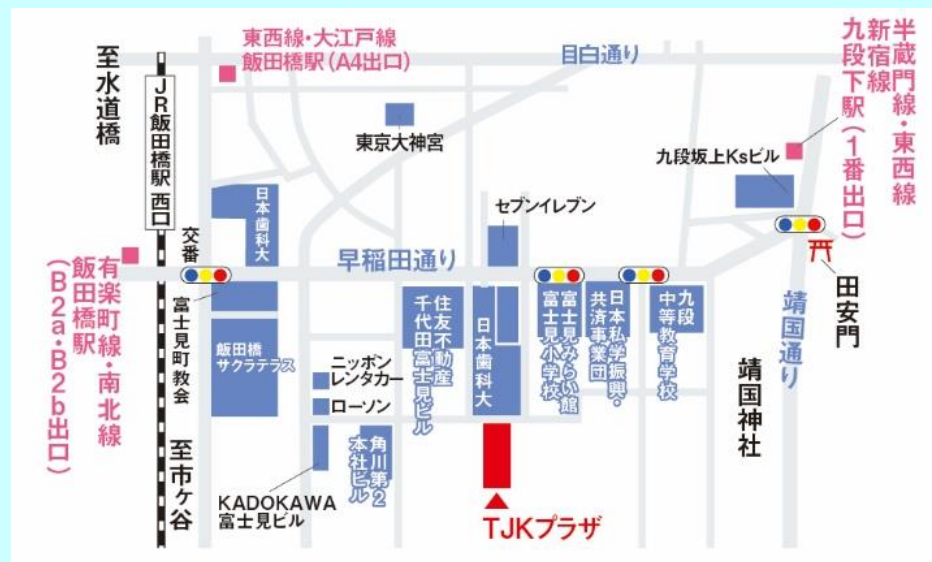 至水道橋
JR飯田橋駅 西口
東西線・大江戸線
飯田橋駅(A4出口)
目白通り
半蔵門線・東西線
新宿線
九段下駅(1番出口)
東京大神宮
九段坂上Ksビル
日本歯科大
セブンイレブン
交番
早稲田通り
田安門
有楽町線・南北線
飯田橋駅
(B2a・B2b出口)
富士見町教会
飯田橋
サクラテラス
ニッポン
レンタカー
ローソン
住友不動産
千代田富士見ビル
日本歯科大
富士見みらい館
富士見小学校
日本私学振興・
共済事業団
九段
中等教育学校
靖国通り
靖国神社
至市ヶ谷
KADOKAWA
富士見ビル
角川第2
本社ビル
TJKプラザ